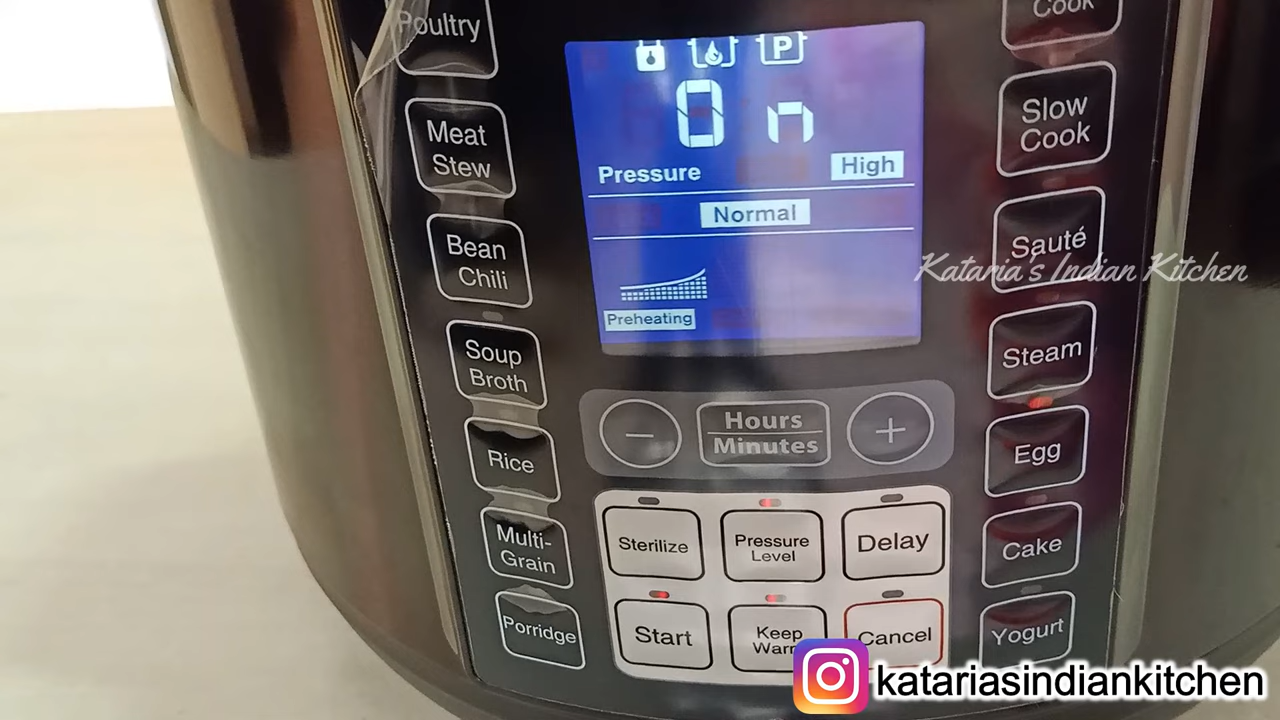 Poultry
Meat
Stew
Bean
Chili
Soup
Broth
Rice
Multi-
Grain
Porridge
P
On
Pressure High
Normal
Preheating
− Hours +
Minutes
Sterilize
Pressure
Level
Delay
Start
Keep
Warm
Cancel
Cook
Slow
Cook
Sauté
Steam
Egg
Cake
Yogurt
Kataria's Indian Kitchen
katariasindiankitchen